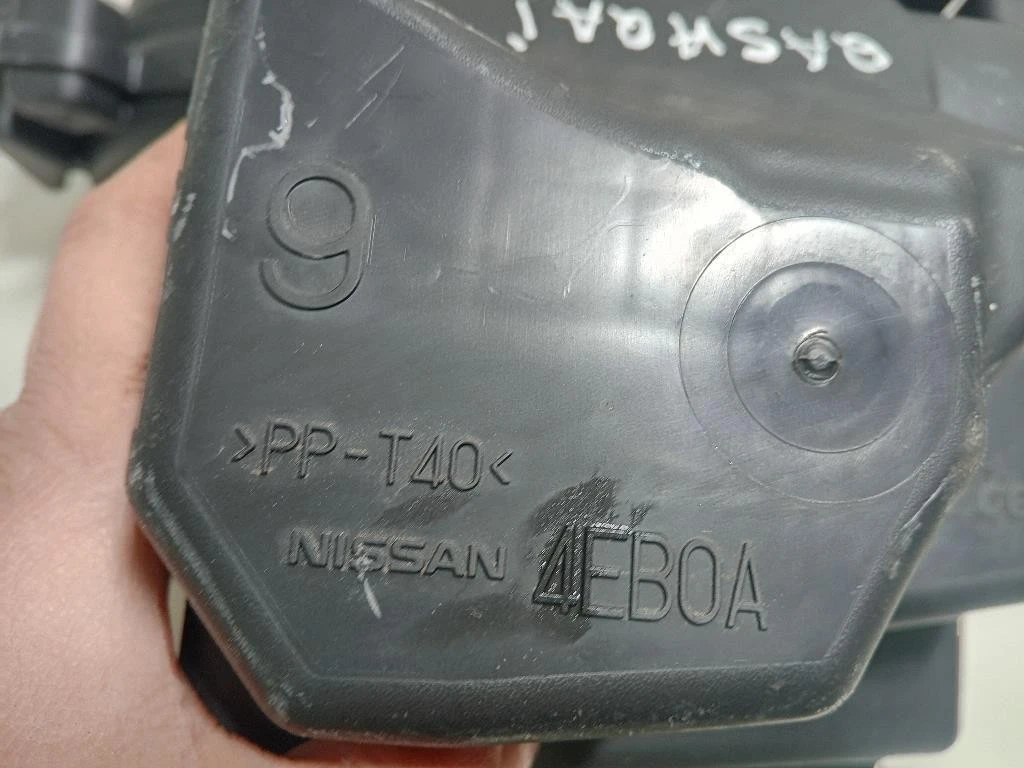 QASHQAI
9
>PP-T40<
NISSAN 4EB0A